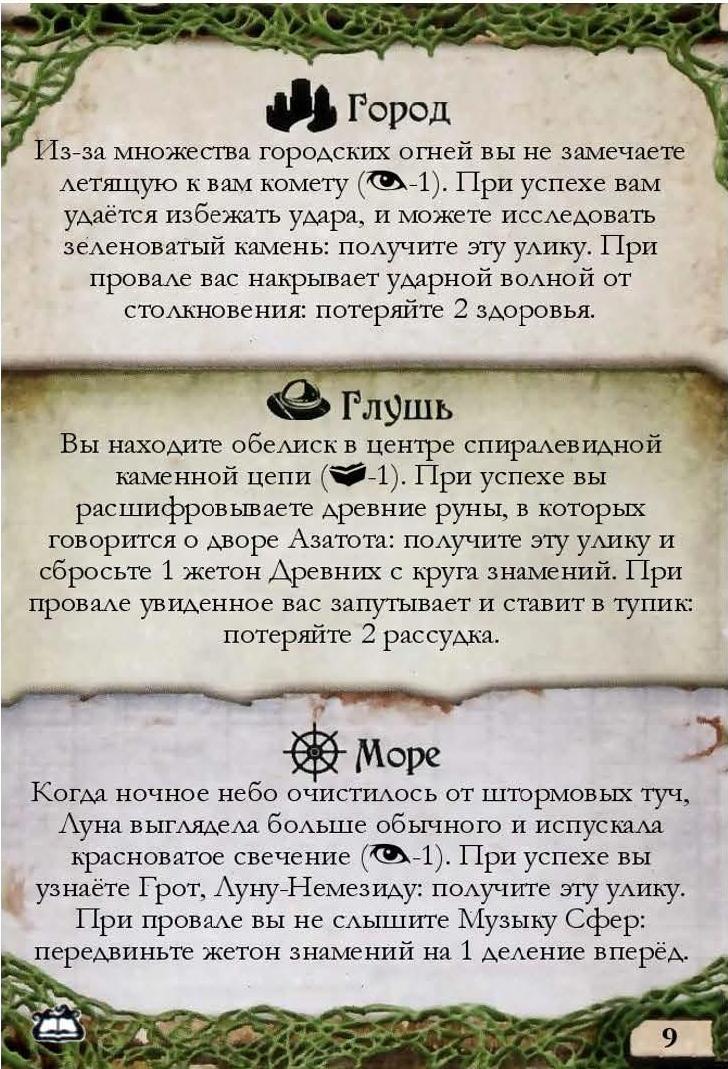 Город
Из-за множества городских огней вы не замечаете
летящую к вам комету (-1). При успехе вам
удаётся избежать удара, и можете исследовать
зеленоватый камень: получите эту улику. При
провале вас накрывает ударной волной от
столкновения: потеряйте 2 здоровья.
Глушь
Вы находите обелиск в центре спиралевидной
каменной цепи (-1). При успехе вы
расшифровываете древние руны, в которых
говорится о дворе Азатота: получите эту улику и
сбросьте 1 жетон Древних с круга знамений. При
провале увиденное вас запутывает и ставит в тупик:
потеряйте 2 рассудка.
Море
Когда ночное небо очистилось от штормовых туч,
Луна выглядела больше обычного и испускала
красноватое свечение (-1). При успехе вы
узнаёте Грот, Луну-Немезиду: получите эту улику.
При провале вы не слышите Музыку Сфер:
передвиньте жетон знамений на 1 деление вперёд.
9